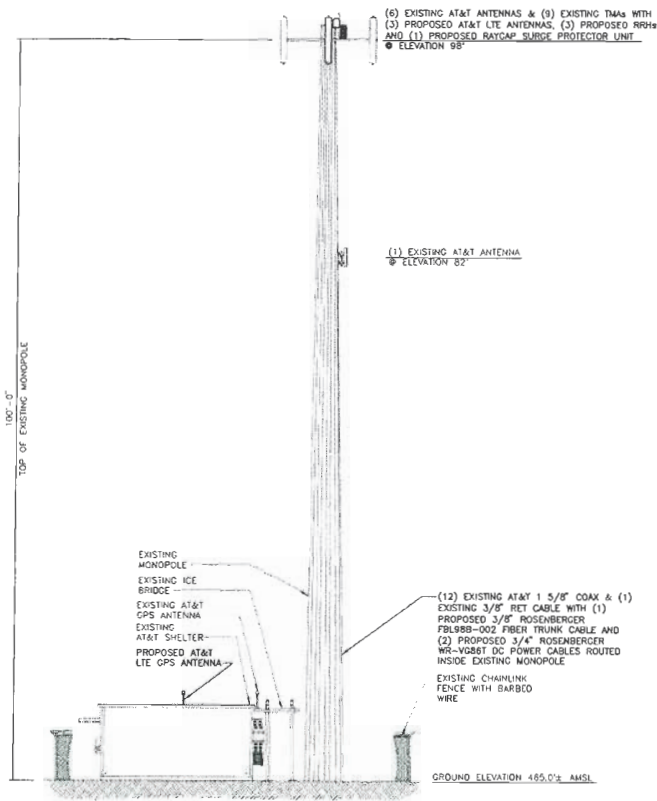 (6) EXISTING AT&T ANTENNAS & (9) EXISTING TMAs WITH
(3) PROPOSED AT&T LTE ANTENNAS, (3) PROPOSED RRHs
AND (1) PROPOSED RAYCAP SURGE PROTECTOR UNIT
@ ELEVATION 98'
(1) EXISTING AT&T ANTENNA
@ ELEVATION 82'
100'-0"
TOP OF EXISTING MONOPOLE
EXISTING
MONOPOLE
EXISTING ICE
BRIDGE
EXISTING AT&T
GPS ANTENNA
EXISTING
AT&T SHELTER
PROPOSED AT&T
LTE GPS ANTENNA
(12) EXISTING AT&T 1 5/8" COAX & (1)
EXISTING 3/8" RET CABLE WITH (1)
PROPOSED 3/8" ROSENBERGER
FBL98B-002 FIBER TRUNK CABLE AND
(2) PROPOSED 3/4" ROSENBERGER
WR-VG86T DC POWER CABLES ROUTED
INSIDE EXISTING MONOPOLE
EXISTING CHAINLINK
FENCE WITH BARBED
WIRE
GROUND ELEVATION 465.0'± AMSL